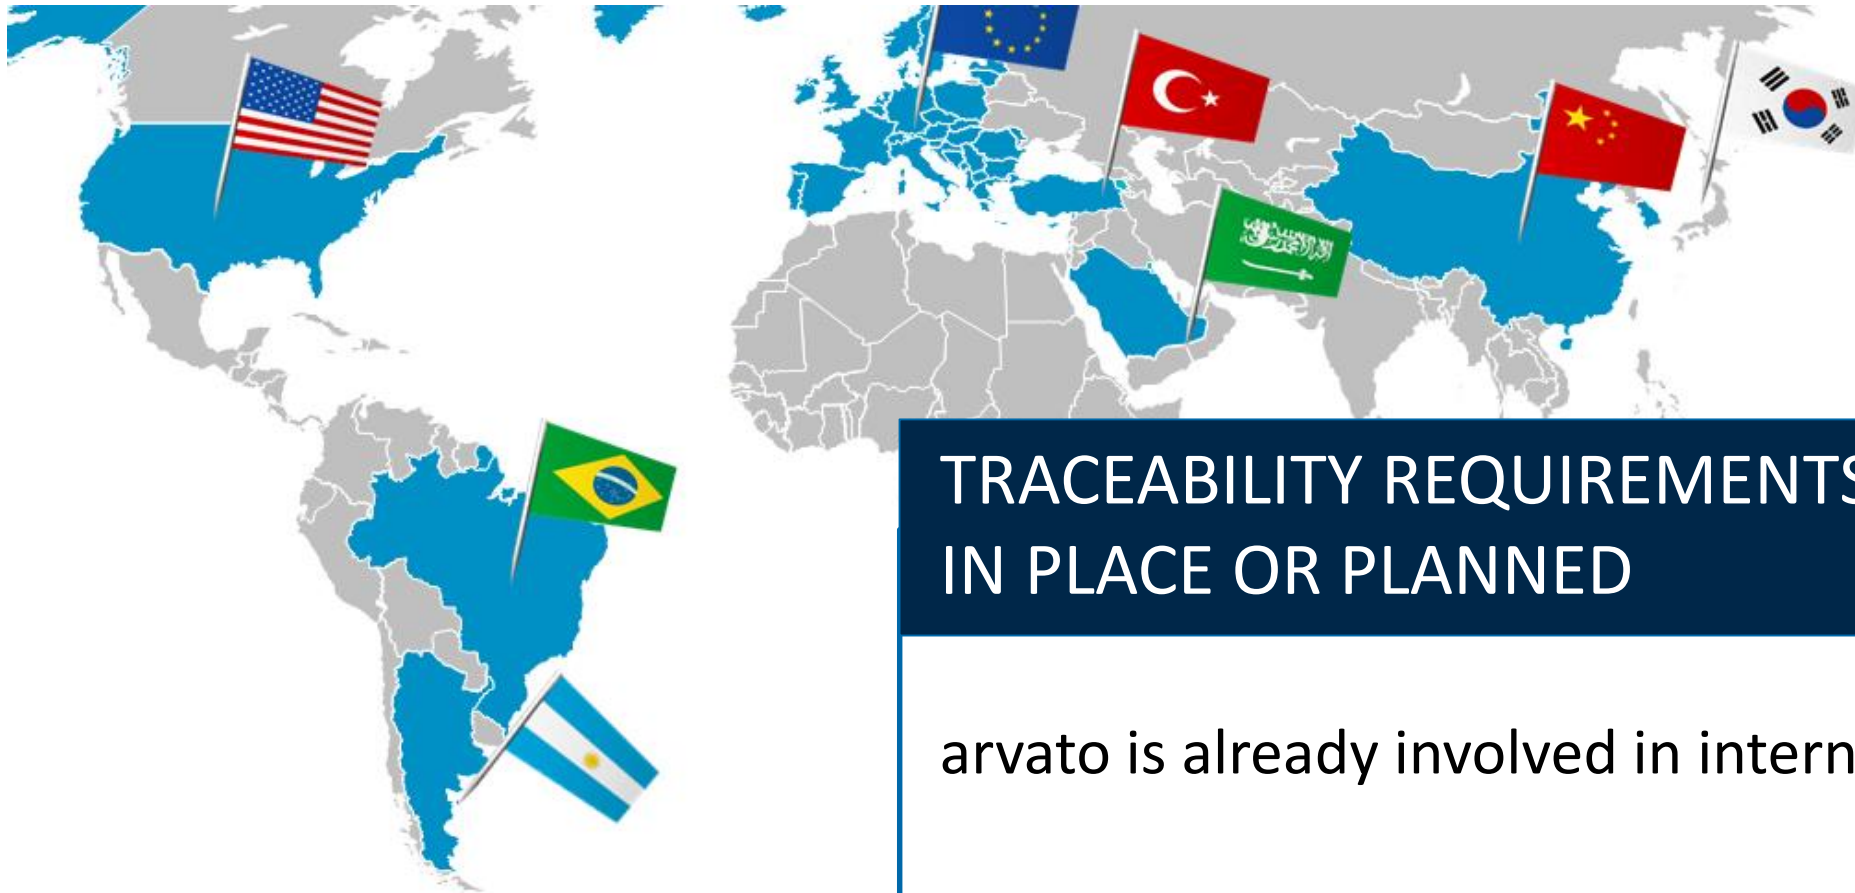 TRACEABILITY REQUIREMENTS
IN PLACE OR PLANNED
arvato is already involved in intern